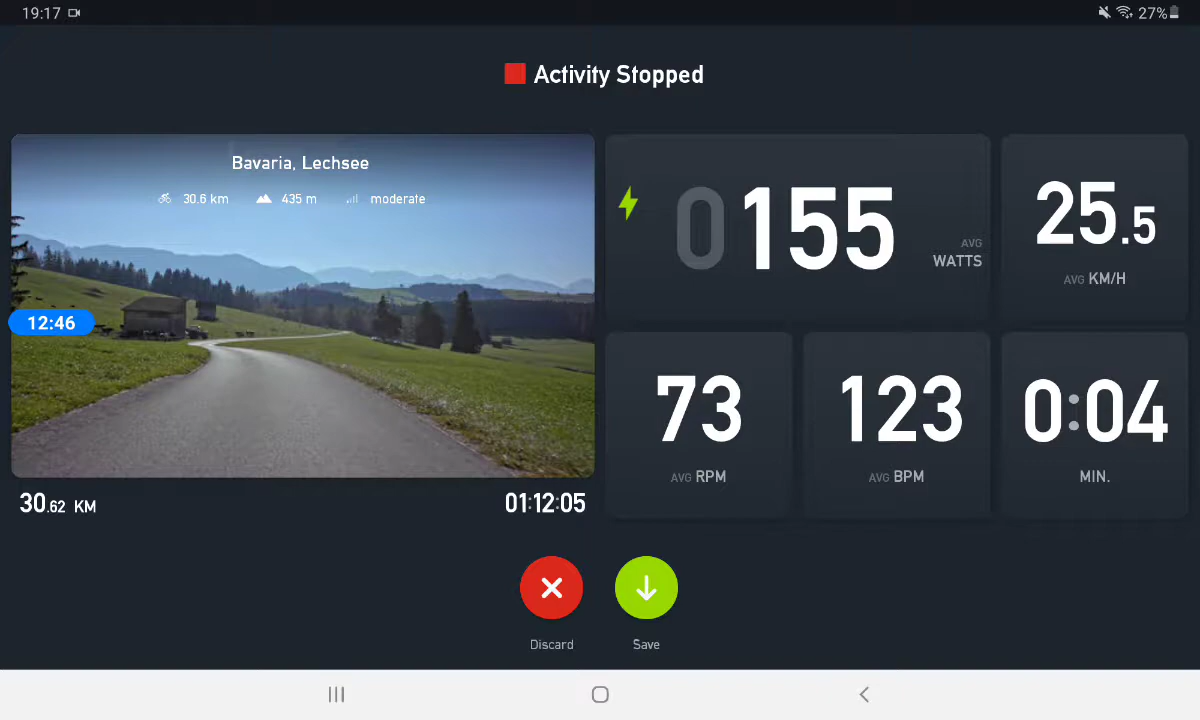 19:17
27%
Activity Stopped
Bavaria, Lechsee
30.6 km 435 m moderate
12:46
30.62 KM
01:12:05
0155
AVG
WATTS
25.5
AVG KM/H
73
AVG RPM
123
AVG BPM
0:04
MIN.
Discard
Save